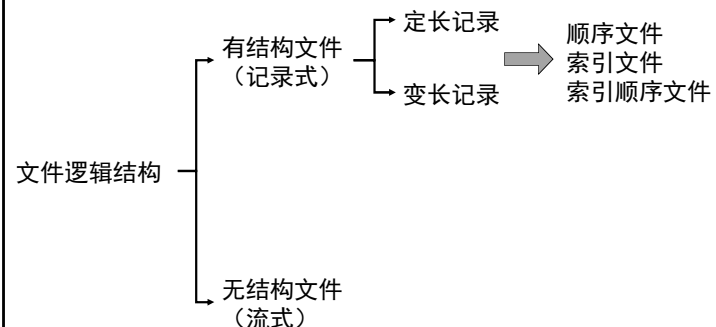 文件逻辑结构
有结构文件
（记录式）
定长记录
变长记录
顺序文件
索引文件
索引顺序文件
无结构文件
（流式）